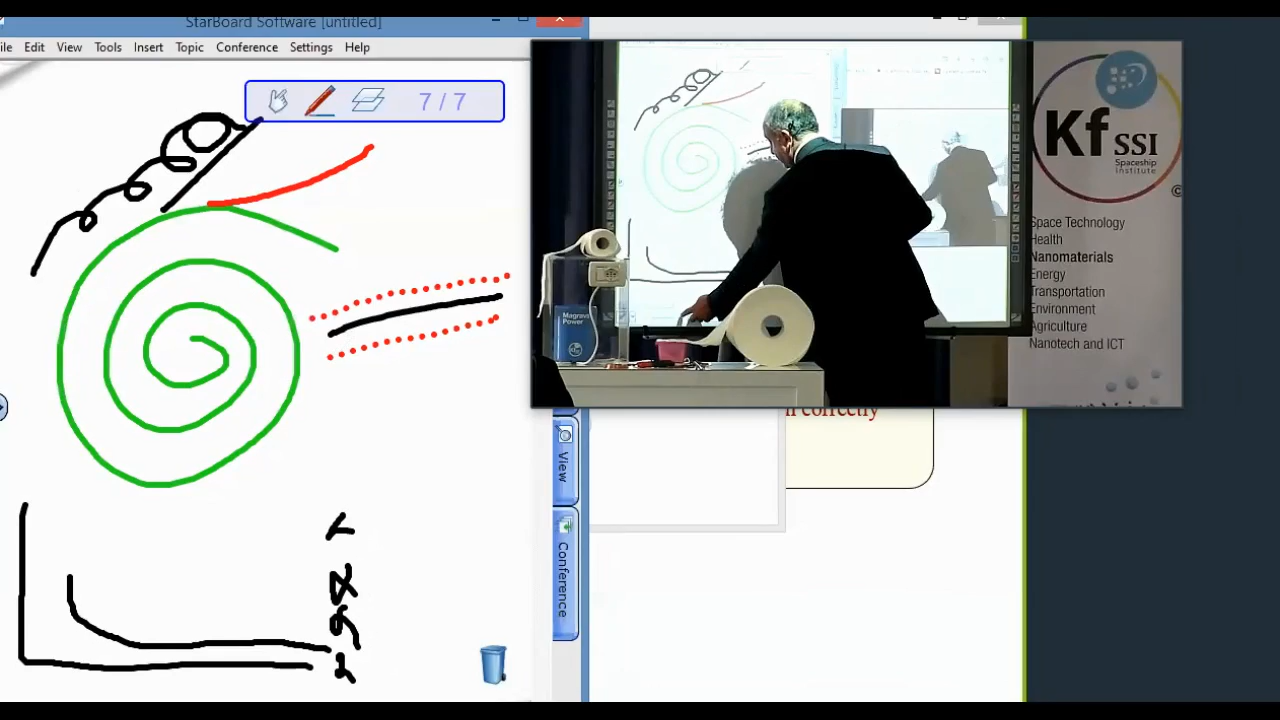 StarBoard Software [untitled]
ile Edit View Tools Insert Topic Conference Settings Help
7 / 7
View
Conference
Kf SSI
Spaceship
Institute
©
Space Technology
Health
Nanomaterials
Energy
Transportation
Environment
Agriculture
Nanotech and ICT
Magrav
Power
correctly